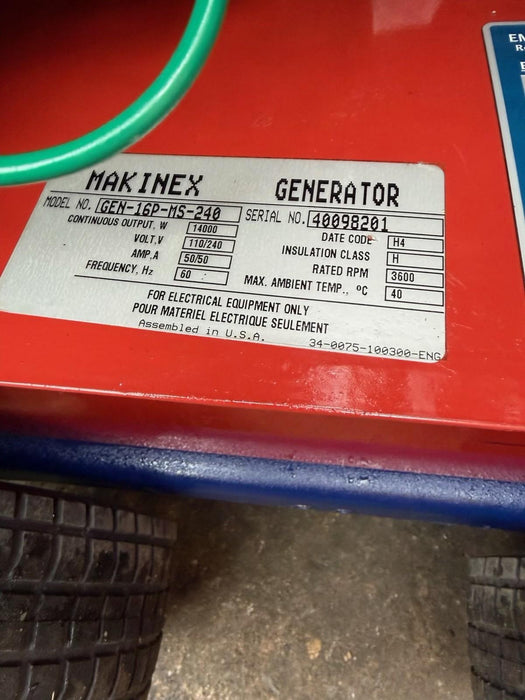 MAKINEX GENERATOR
MODEL NO. GEN-16P-MS-240 SERIAL NO. 40098201
CONTINUOUS OUTPUT, W 14000 DATE CODE H4
VOLT,V 110/240 INSULATION CLASS H
AMP,A 50/50 RATED RPM 3600
FREQUENCY, Hz 60 MAX. AMBIENT TEMP., ºC 40
FOR ELECTRICAL EQUIPMENT ONLY
POUR MATERIEL ELECTRIQUE SEULEMENT
Assembled in U.S.A. 34-0075-100300-ENG